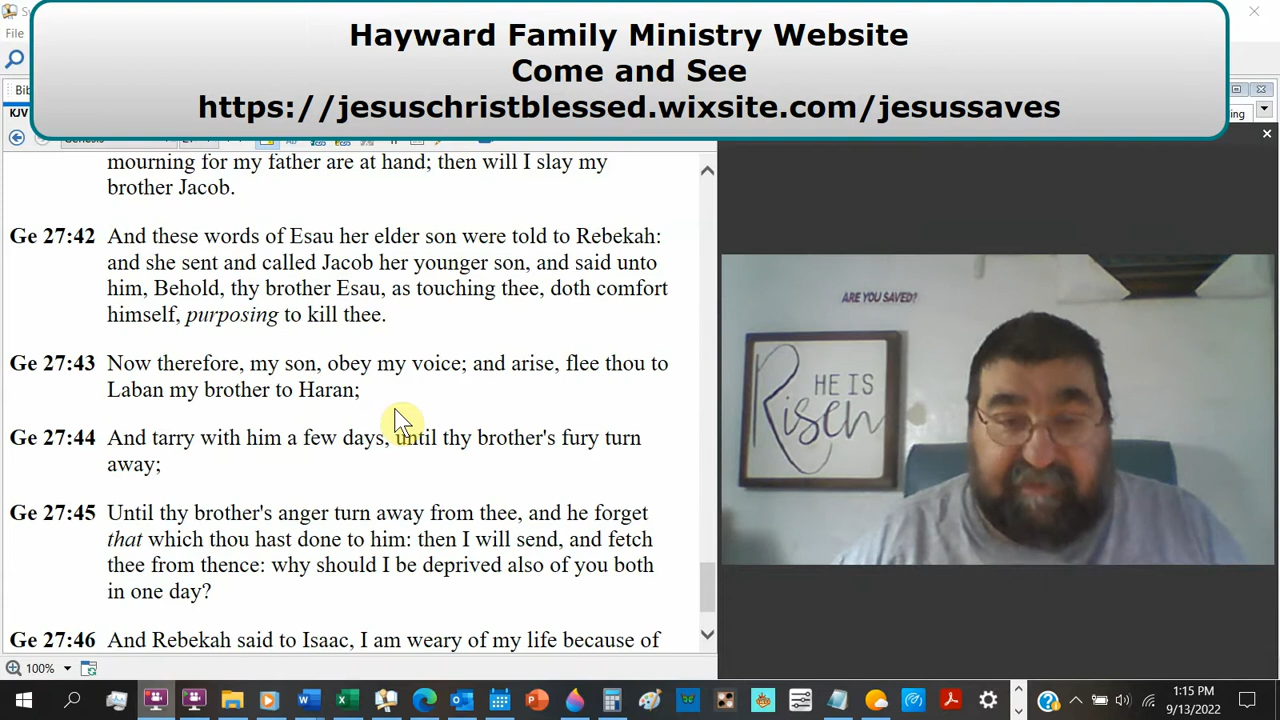 Hayward Family Ministry Website
Come and See
https://jesuschristblessed.wixsite.com/jesussaves
File
KJV
mourning for my father are at hand; then will I slay my
brother Jacob.
Ge 27:42 And these words of Esau her elder son were told to Rebekah:
and she sent and called Jacob her younger son, and said unto
him, Behold, thy brother Esau, as touching thee, doth comfort
himself, purposing to kill thee.
Ge 27:43 Now therefore, my son, obey my voice; and arise, flee thou to
Laban my brother to Haran;
Ge 27:44 And tarry with him a few days, until thy brother's fury turn
away;
Ge 27:45 Until thy brother's anger turn away from thee, and he forget
that which thou hast done to him: then I will send, and fetch
thee from thence: why should I be deprived also of you both
in one day?
Ge 27:46 And Rebekah said to Isaac, I am weary of my life because of
100%
ARE YOU SAVED?
HE IS
Risen
1:15 PM
9/13/2022